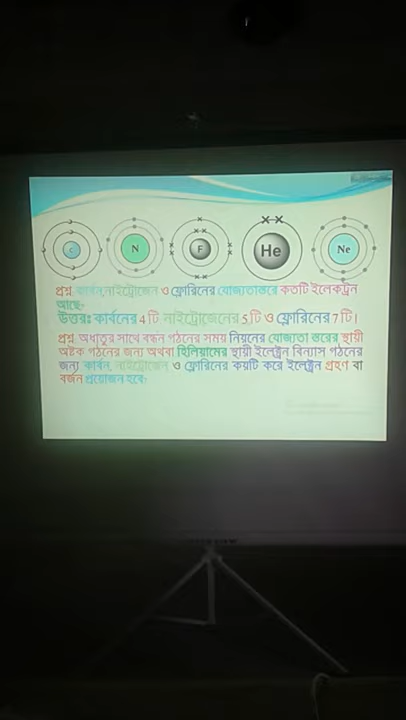 C N F He Ne
প্রশ্ন কার্বন,নাইট্রোজেন ও ফ্লোরিনের যোজ্যতাস্তরে কতটি ইলেকট্রন
আছে?
উত্তরঃ কার্বনের 4 টি নাইট্রোজেনের 5 টি ও ফ্লোরিনের 7 টি।
প্রশ্ন অধাতুর সাথে বন্ধন গঠনের সময় নিয়নের যোজ্যতা স্তরের স্থায়ী
অষ্টক গঠনের জন্য অথবা হিলিয়ামের স্থায়ী ইলেক্ট্রন বিন্যাস গঠনের
জন্য কার্বন, নাইট্রোজেন ও ফ্লোরিনের কয়টি করে ইলেক্ট্রন গ্রহণ বা
বর্জন প্রয়োজন হবে?